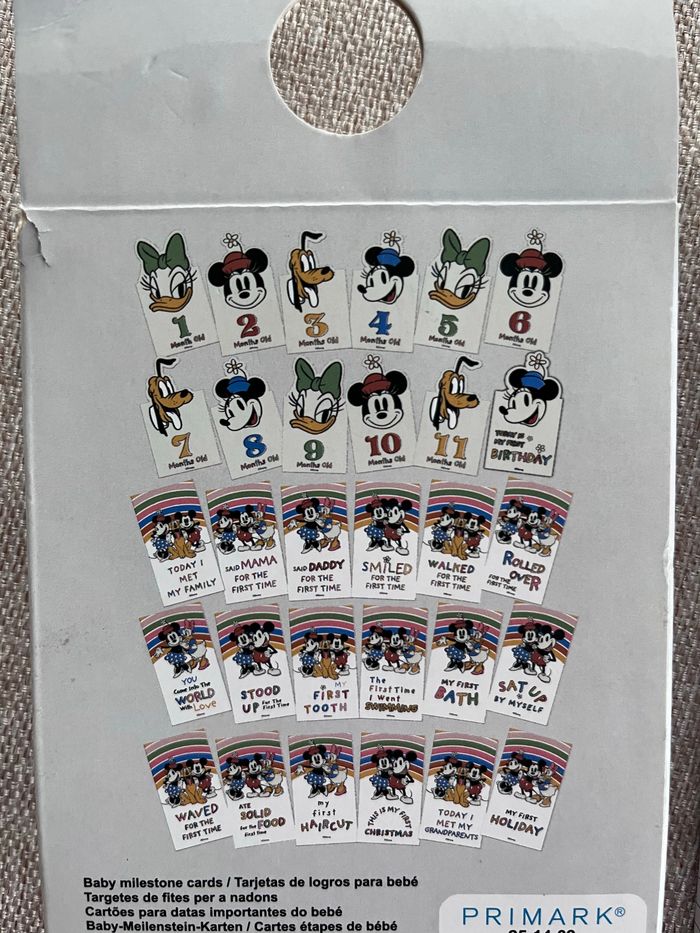 1
Months Old
2
Months Old
3
Months Old
4
Months Old
5
Months Old
6
Months Old
7
Months Old
8
Months Old
9
Months Old
10
Months Old
11
Months Old
TODAY IS
MY FIRST
BIRTHDAY
TODAY I
MET
MY FAMILY
SAID MAMA
FOR THE
FIRST TIME
SAID DADDY
FOR THE
FIRST TIME
SMILED
FOR THE
FIRST TIME
WALKED
FOR THE
FIRST TIME
ROLLED
OVER
FOR THE
FIRST TIME
YOU
Came Into The
WORLD
With Love
STOOD
UP For The
First Time
MY
FIRST
TOOTH
The
First Time
I Went
SWIMMING
MY FIRST
BATH
SAT UP
BY MYSELF
WAVED
FOR THE
FIRST TIME
ATE
SOLID
for the FOOD
first Time
my
first
HAIRCUT
THIS IS MY FIRST
CHRISTMAS
TODAY I
MET MY
GRANDPARENTS
MY FIRST
HOLIDAY
Baby milestone cards / Tarjetas de logros para bebé
Targetes de fites per a nadons
Cartões para datas importantes do bebé
Baby-Meilenstein-Karten / Cartes étapes de bébé
PRIMARK®